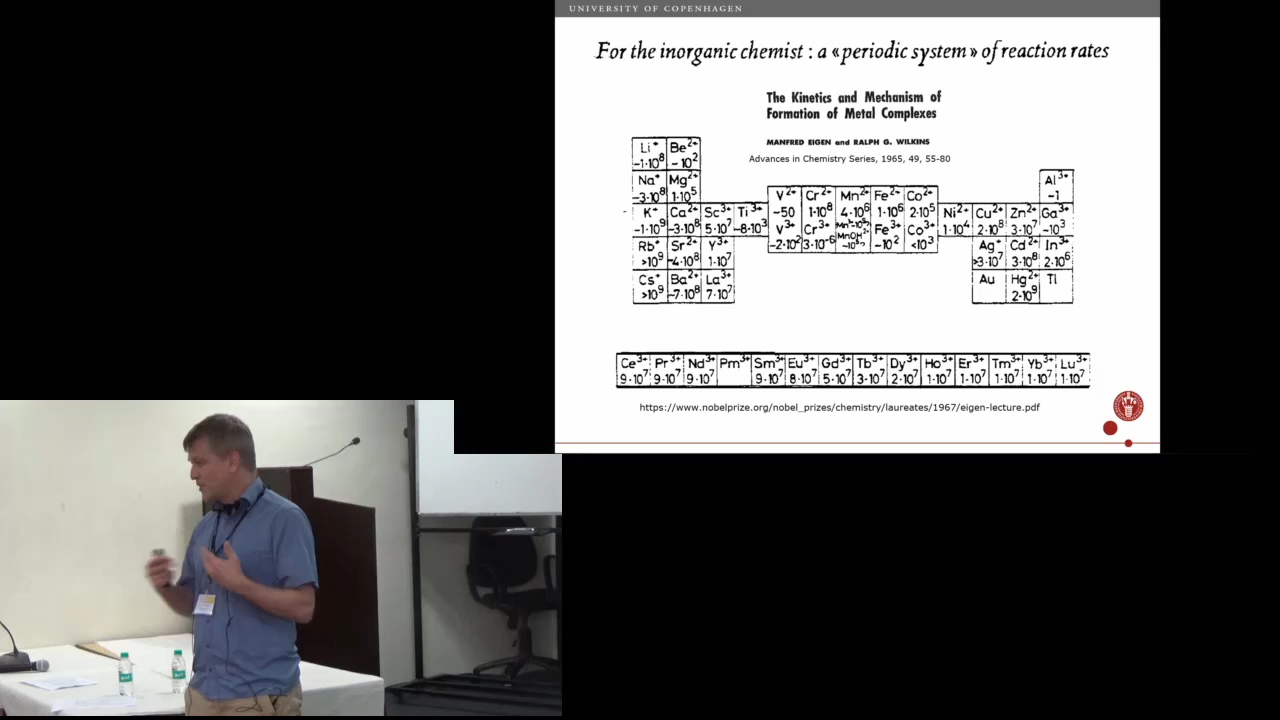 UNIVERSITY OF COPENHAGEN
For the inorganic chemist : a «periodic system» of reaction rates
The Kinetics and Mechanism of
Formation of Metal Complexes
MANFRED EIGEN and RALPH G. WILKINS
Advances in Chemistry Series, 1965, 49, 55-80
Li⁺ Be²⁺
~1·10⁸ ~10²
Na⁺ Mg²⁺ Al³⁺
~3·10⁸ 1·10⁵ ~1
V²⁺ Cr²⁺ Mn²⁺ Fe²⁺ Co²⁺
~50 1·10⁸ 4·10⁶ 1·10⁶ 2·10⁵
K⁺ Ca²⁺ Sc³⁺ Ti³⁺ V³⁺ Cr³⁺ Fe³⁺ Co³⁺ Ni²⁺ Cu²⁺ Zn²⁺ Ga³⁺
~1·10⁹ ~3·10⁸ 5·10⁷ ~8·10³ ~2·10² 3·10⁻⁶ ~10² <10³ 1·10⁴ 2·10⁸ 3·10⁷ ~10³
Rb⁺ Sr²⁺ Y³⁺ Ag⁺ Cd²⁺ In³⁺
>10⁹ ~4·10⁸ 1·10⁷ >3·10⁷ 3·10⁸ 2·10⁶
Cs⁺ Ba²⁺ La³⁺ Au Hg²⁺ Tl
>10⁹ ~7·10⁸ 7·10⁷ 2·10⁹
Ce³⁺ Pr³⁺ Nd³⁺ Pm³⁺ Sm³⁺ Eu³⁺ Gd³⁺ Tb³⁺ Dy³⁺ Ho³⁺ Er³⁺ Tm³⁺ Yb³⁺ Lu³⁺
9·10⁷ 9·10⁷ 9·10⁷ 9·10⁷ 8·10⁷ 5·10⁷ 3·10⁷ 2·10⁷ 1·10⁷ 1·10⁷ 1·10⁷ 1·10⁷ 1·10⁷
https://www.nobelprize.org/nobel_prizes/chemistry/laureates/1967/eigen-lecture.pdf